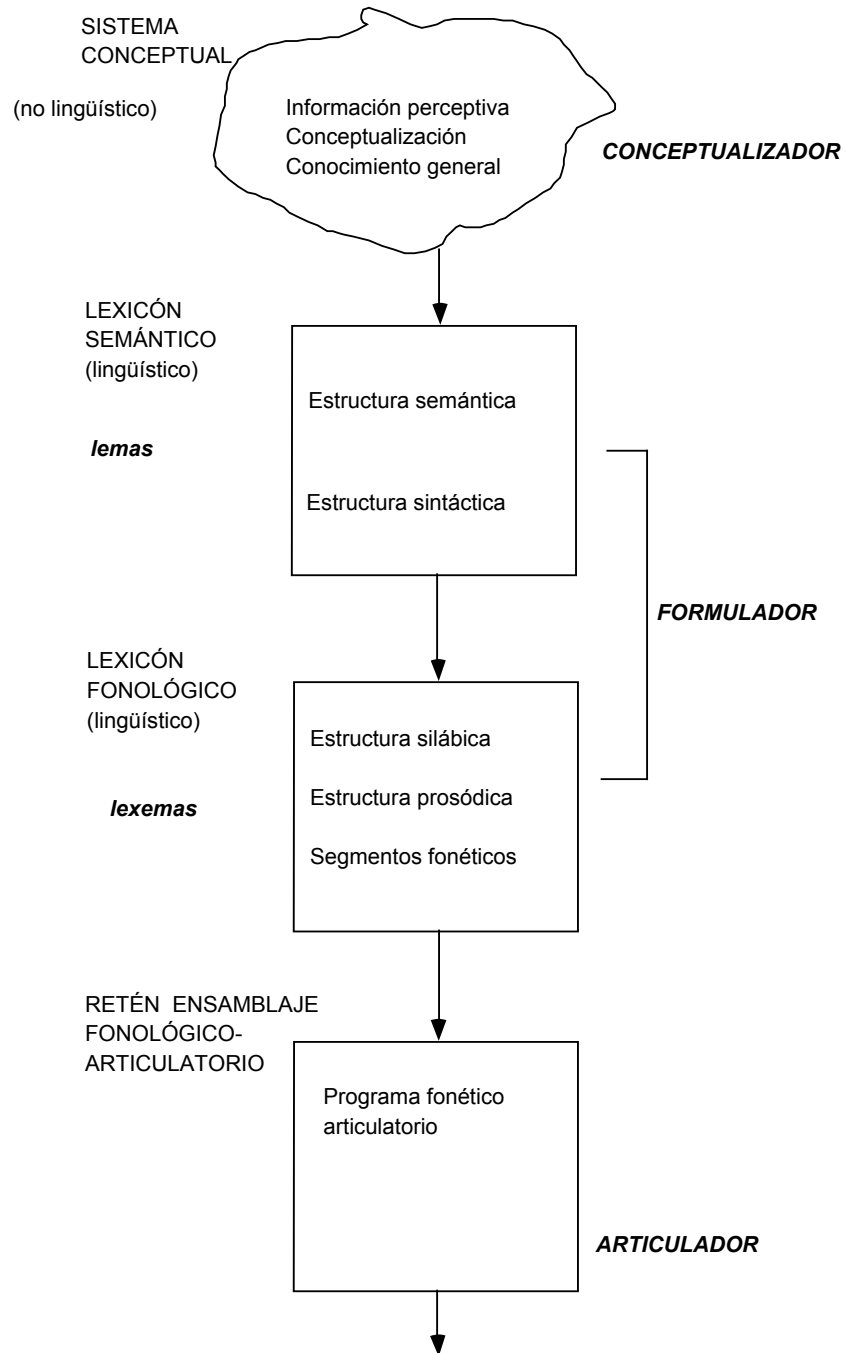 SISTEMA
CONCEPTUAL
(no lingüístico)
Información perceptiva
Conceptualización
Conocimiento general
CONCEPTUALIZADOR
LEXICÓN
SEMÁNTICO
(lingüístico)
lemas
Estructura semántica
Estructura sintáctica
FORMULADOR
LEXICÓN
FONOLÓGICO
(lingüístico)
lexemas
Estructura silábica
Estructura prosódica
Segmentos fonéticos
RETÉN ENSAMBLAJE
FONOLÓGICO-
ARTICULATORIO
Programa fonético
articulatorio
ARTICULADOR